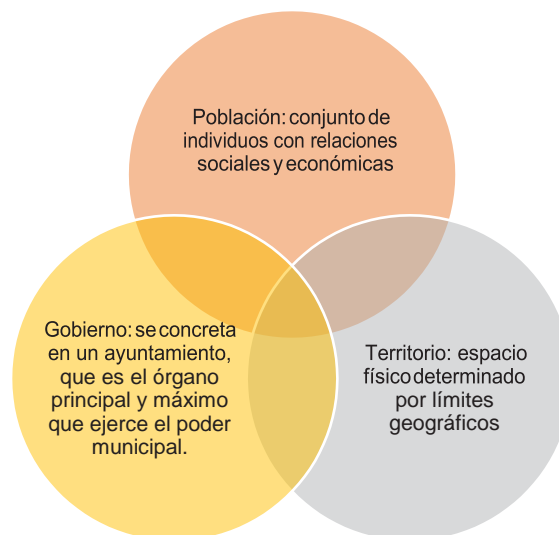 Población: conjunto de
individuos con relaciones
sociales y económicas
Gobierno: se concreta
en un ayuntamiento,
que es el órgano
principal y máximo
que ejerce el poder
municipal.
Territorio: espacio
físico determinado
por límites
geográficos